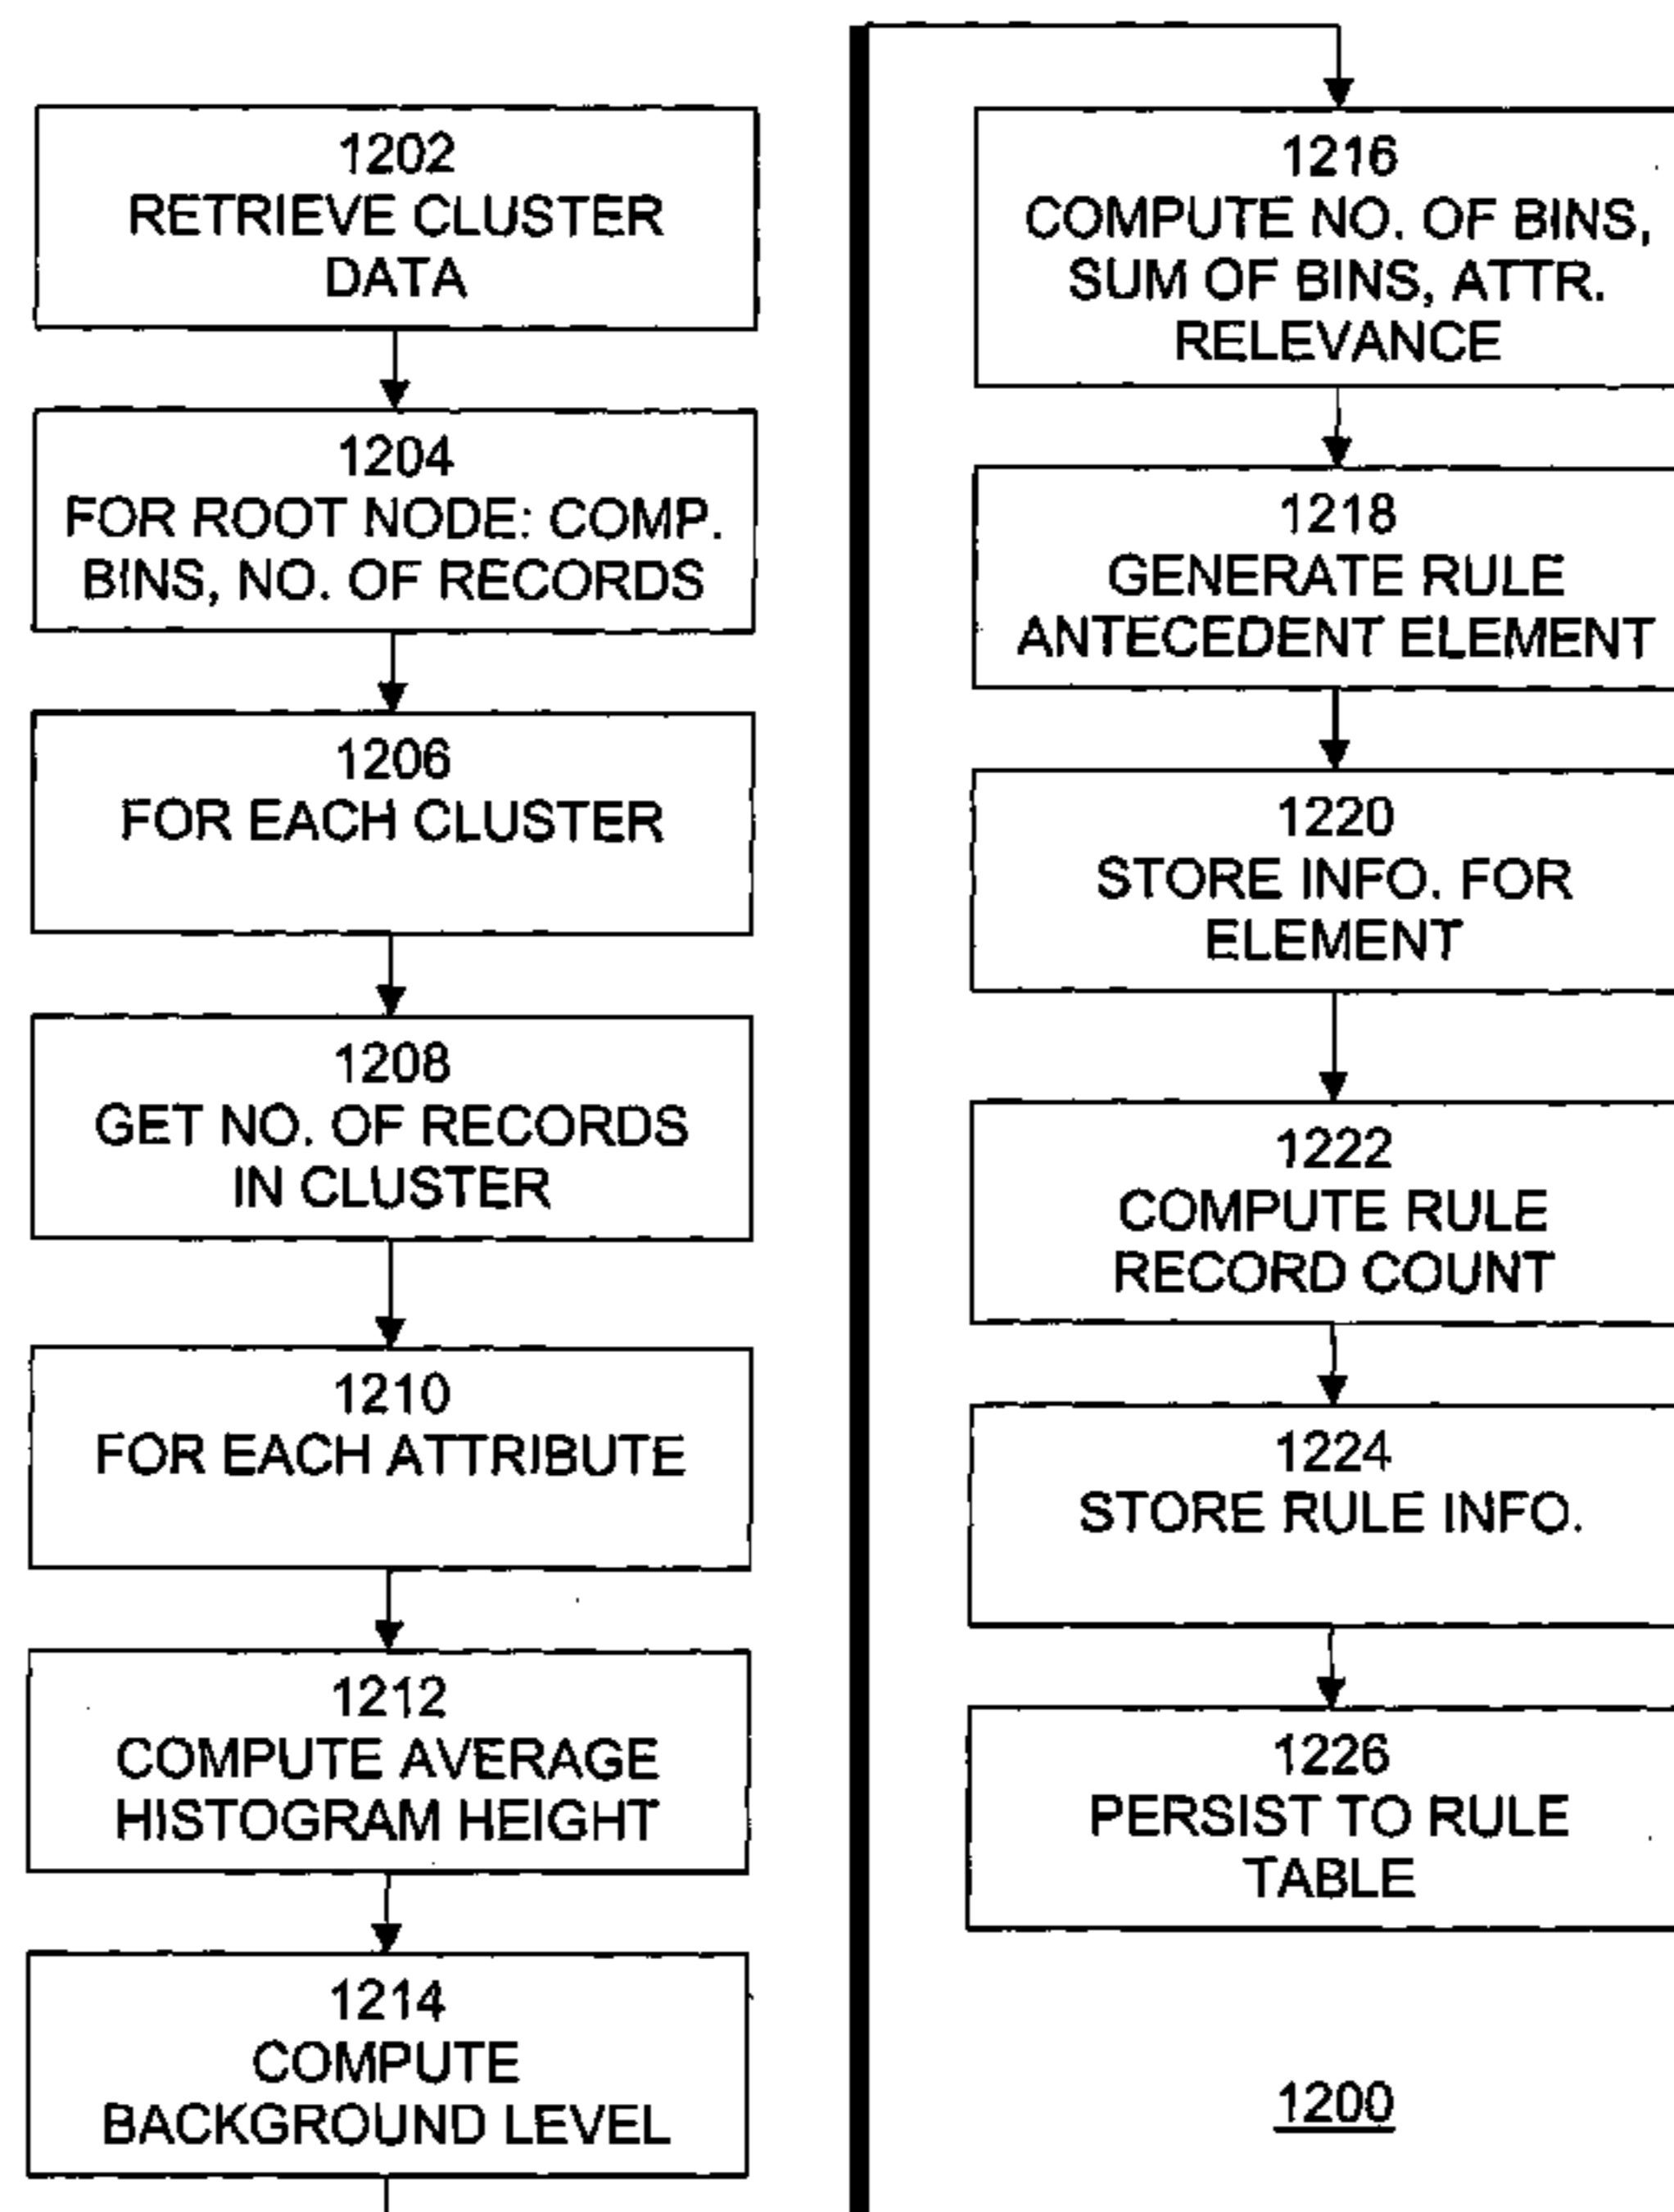 1202
RETRIEVE CLUSTER
DATA
1204
FOR ROOT NODE: COMP.
BINS, NO. OF RECORDS
1206
FOR EACH CLUSTER
1208
GET NO. OF RECORDS
IN CLUSTER
1210
FOR EACH ATTRIBUTE
1212
COMPUTE AVERAGE
HISTOGRAM HEIGHT
1214
COMPUTE
BACKGROUND LEVEL
1216
COMPUTE NO. OF BINS,
SUM OF BINS, ATTR.
RELEVANCE
1218
GENERATE RULE
ANTECEDENT ELEMENT
1220
STORE INFO. FOR
ELEMENT
1222
COMPUTE RULE
RECORD COUNT
1224
STORE RULE INFO.
1226
PERSIST TO RULE
TABLE
1200